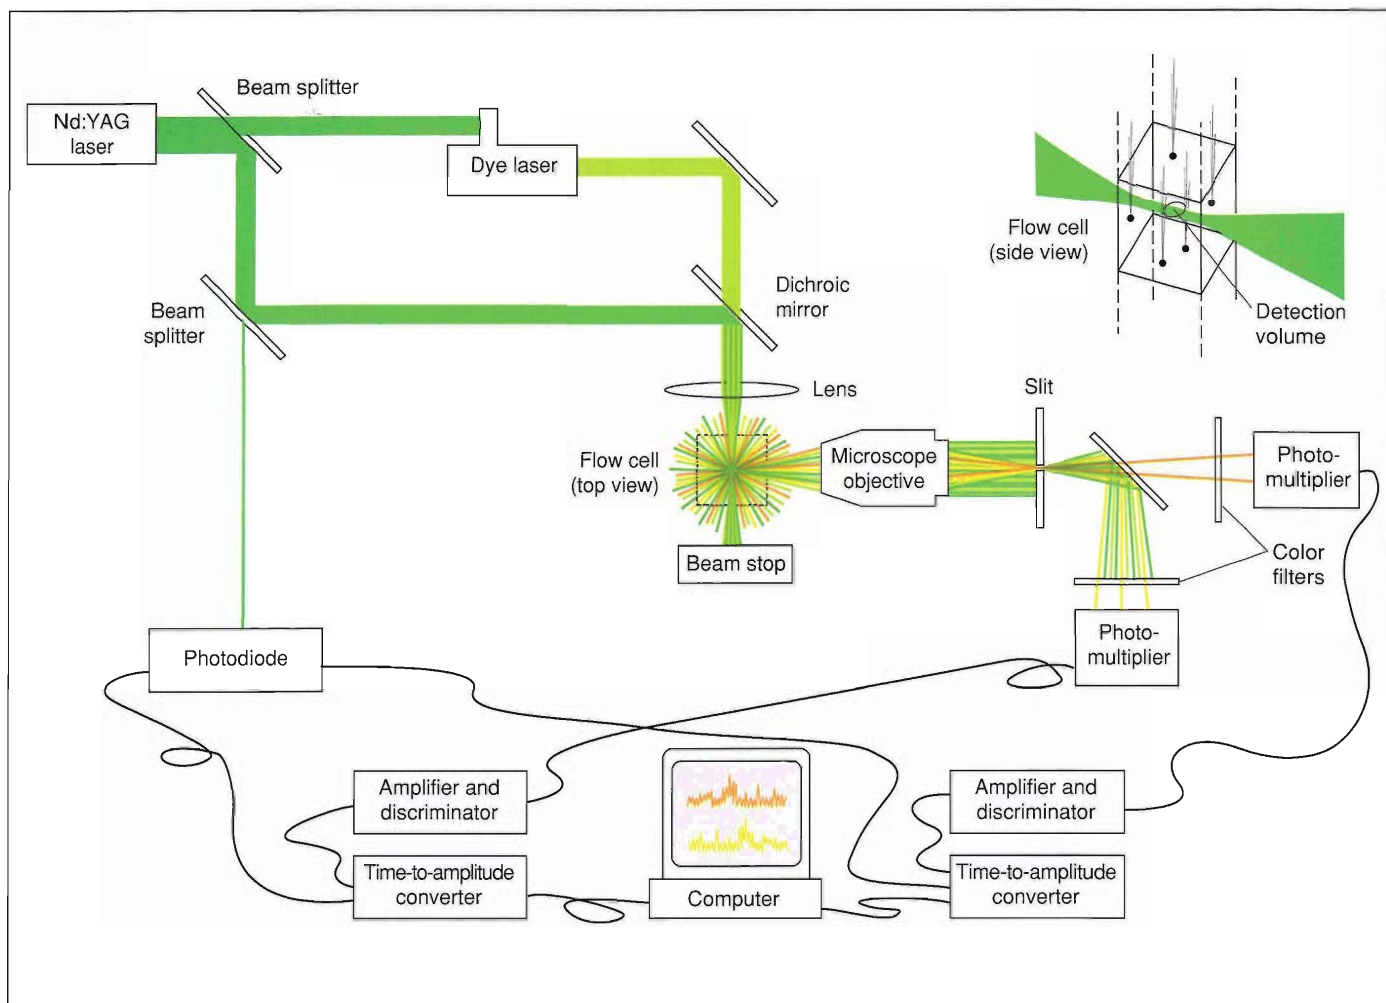 Beam splitter
Nd:YAG
laser
Dye laser
Flow cell
(side view)
Detection
volume
Dichroic
mirror
Beam
splitter
Lens
Slit
Flow cell
(top view)
Microscope
objective
Photo-
multiplier
Beam stop
Color
filters
Photo-
multiplier
Photodiode
Amplifier and
discriminator
Amplifier and
discriminator
Time-to-amplitude
converter
Computer
Time-to-amplitude
converter